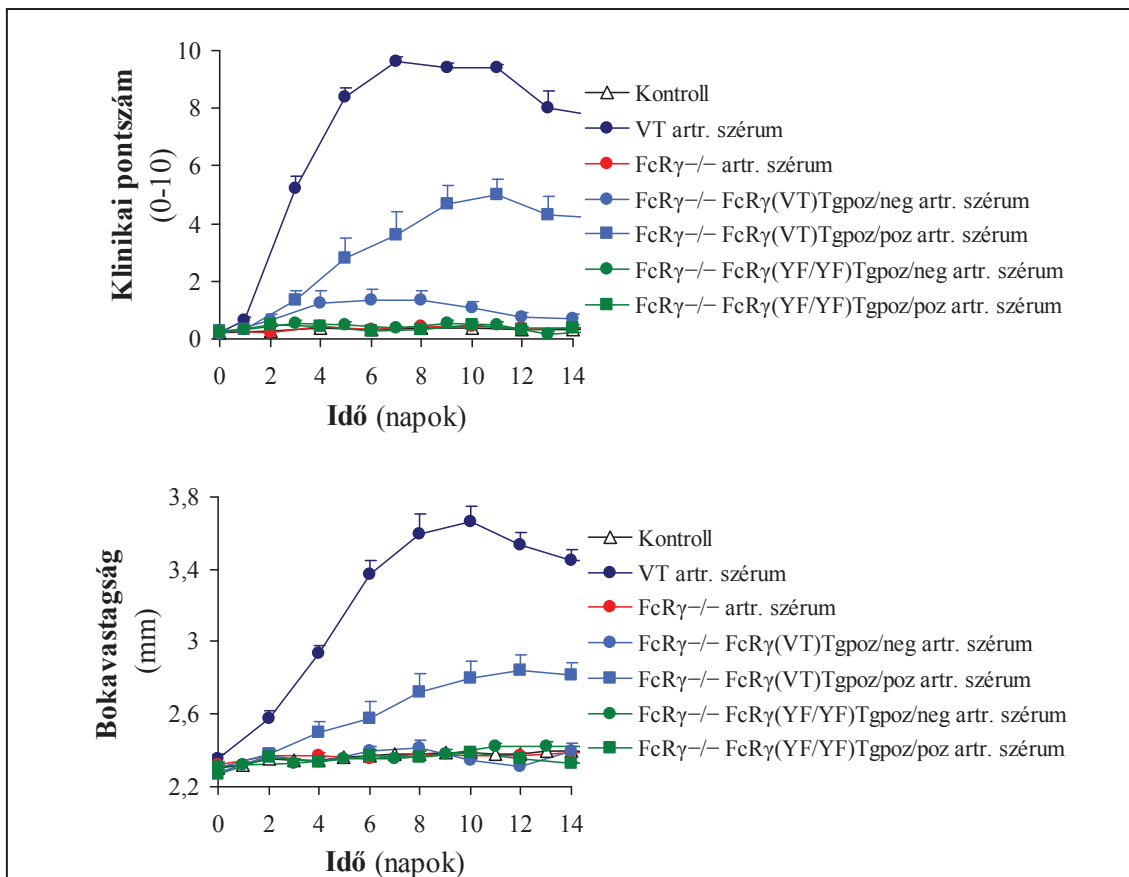 Klinikai pontszám
(0-10)
10
8
6
4
2
0
0 2 4 6 8 10 12 14
Idő (napok)
Kontroll
VT artr. szérum
FcRγ−/− artr. szérum
FcRγ−/− FcRγ(VT)Tgpoz/neg artr. szérum
FcRγ−/− FcRγ(VT)Tgpoz/poz artr. szérum
FcRγ−/− FcRγ(YF/YF)Tgpoz/neg artr. szérum
FcRγ−/− FcRγ(YF/YF)Tgpoz/poz artr. szérum
Bokavastagság
(mm)
3,8
3,4
3
2,6
2,2
0 2 4 6 8 10 12 14
Idő (napok)
Kontroll
VT artr. szérum
FcRγ−/− artr. szérum
FcRγ−/− FcRγ(VT)Tgpoz/neg artr. szérum
FcRγ−/− FcRγ(VT)Tgpoz/poz artr. szérum
FcRγ−/− FcRγ(YF/YF)Tgpoz/neg artr. szérum
FcRγ−/− FcRγ(YF/YF)Tgpoz/poz artr. szérum